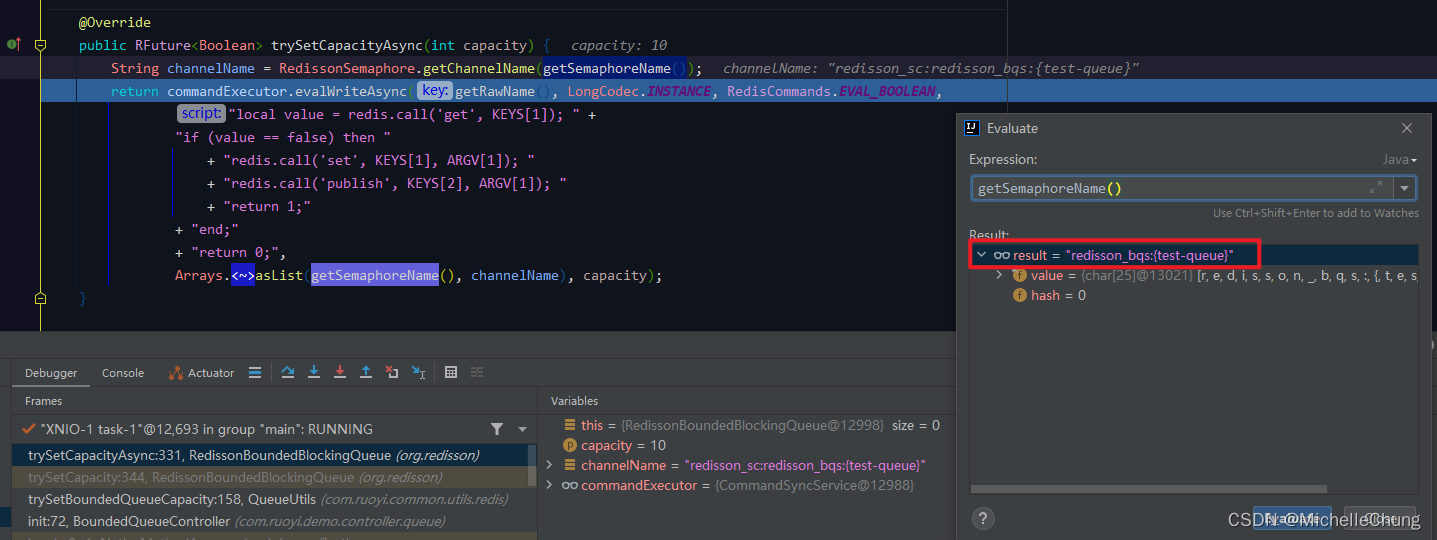 @Override
public RFuture<Boolean> trySetCapacityAsync(int capacity) {   capacity: 10
String channelName = RedissonSemaphore.getChannelName(getSemaphoreName());   channelName: "redisson_sc:redisson_bqs:{test-queue}"
return commandExecutor.evalWriteAsync( key: getRawName(), LongCodec.INSTANCE, RedisCommands.EVAL_BOOLEAN,
script: "local value = redis.call('get', KEYS[1]); " +
"if (value == false) then "
+ "redis.call('set', KEYS[1], ARGV[1]); "
+ "redis.call('publish', KEYS[2], ARGV[1]); "
+ "return 1;"
+ "end;"
+ "return 0;",
Arrays.<~>asList(getSemaphoreName(), channelName), capacity);
}
Evaluate
Expression:
Java
getSemaphoreName()
Use Ctrl+Shift+Enter to add to Watches
Result:
result = "redisson_bqs:{test-queue}"
value = {char[25]@13021} [r, e, d, i, s, s, o, n, _, b, q, s, :, {, t, e, s,
hash = 0
Debugger
Console
Actuator
Frames
"XNIO-1 task-1"@12,693 in group "main": RUNNING
trySetCapacityAsync:331, RedissonBoundedBlockingQueue (org.redisson)
trySetCapacity:344, RedissonBoundedBlockingQueue (org.redisson)
trySetBoundedQueueCapacity:158, QueueUtils (com.ruoyi.common.utils.redis)
init:72, BoundedQueueController (com.ruoyi.demo.controller.queue)
Variables
this = {RedissonBoundedBlockingQueue@12998}  size = 0
capacity = 10
channelName = "redisson_sc:redisson_bqs:{test-queue}"
commandExecutor = {CommandSyncService@12988}
?
CSDN @MichelleChung